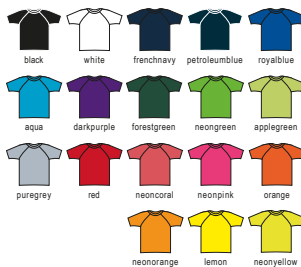 black white frenchnavy petroleumblue royalblue
aqua darkpurple forestgreen neongreen applegreen
puregrey red neoncoral neonpink orange
neonorange lemon neonyellow